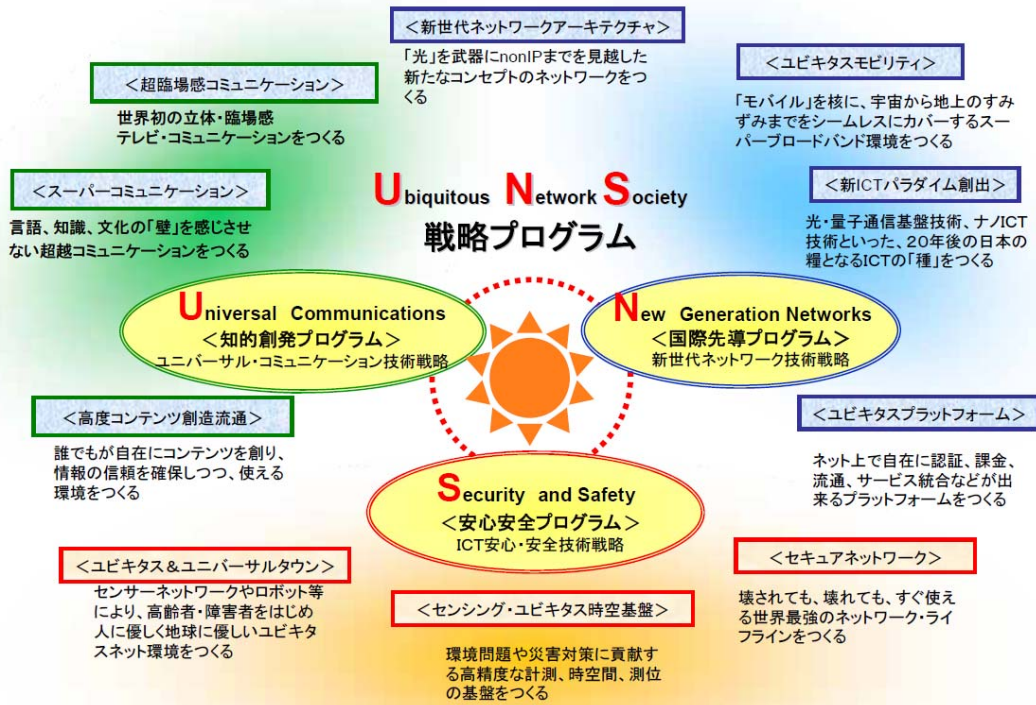 ＜新世代ネットワークアーキテクチャ＞
「光」を武器にnonIPまでを見越した
新たなコンセプトのネットワークをつ
くる
＜超臨場感コミュニケーション＞
世界初の立体・臨場感
テレビ・コミュニケーションをつくる
＜ユビキタスモビリティ＞
「モバイル」を核に、宇宙から地上のすみ
ずみまでをシームレスにカバーするスー
パーブロードバンド環境をつくる
＜スーパーコミュニケーション＞
言語、知識、文化の「壁」を感じさせ
ない超越コミュニケーションをつくる
Ubiquitous Network Society
戦略プログラム
＜新ICTパラダイム創出＞
光・量子通信基盤技術、ナノICT
技術といった、20年後の日本の
糧となるICTの「種」をつくる
Universal Communications
＜知的創発プログラム＞
ユニバーサル・コミュニケーション技術戦略
New Generation Networks
＜国際先導プログラム＞
新世代ネットワーク技術戦略
＜高度コンテンツ創造流通＞
誰でもが自在にコンテンツを創り、
情報の信頼を確保しつつ、使える
環境をつくる
＜ユビキタスプラットフォーム＞
ネット上で自在に認証、課金、
流通、サービス統合などが出
来るプラットフォームをつくる
Security and Safety
＜安心安全プログラム＞
ICT安心・安全技術戦略
＜ユビキタス＆ユニバーサルタウン＞
センサーネットワークやロボット等
により、高齢者・障害者をはじめ
人に優しく地球に優しいユビキタ
スネット環境をつくる
＜センシング・ユビキタス時空基盤＞
環境問題や災害対策に貢献す
る高精度な計測、時空間、測位
の基盤をつくる
＜セキュアネットワーク＞
壊されても、壊れても、すぐ使え
る世界最強のネットワーク・ライ
フラインをつくる